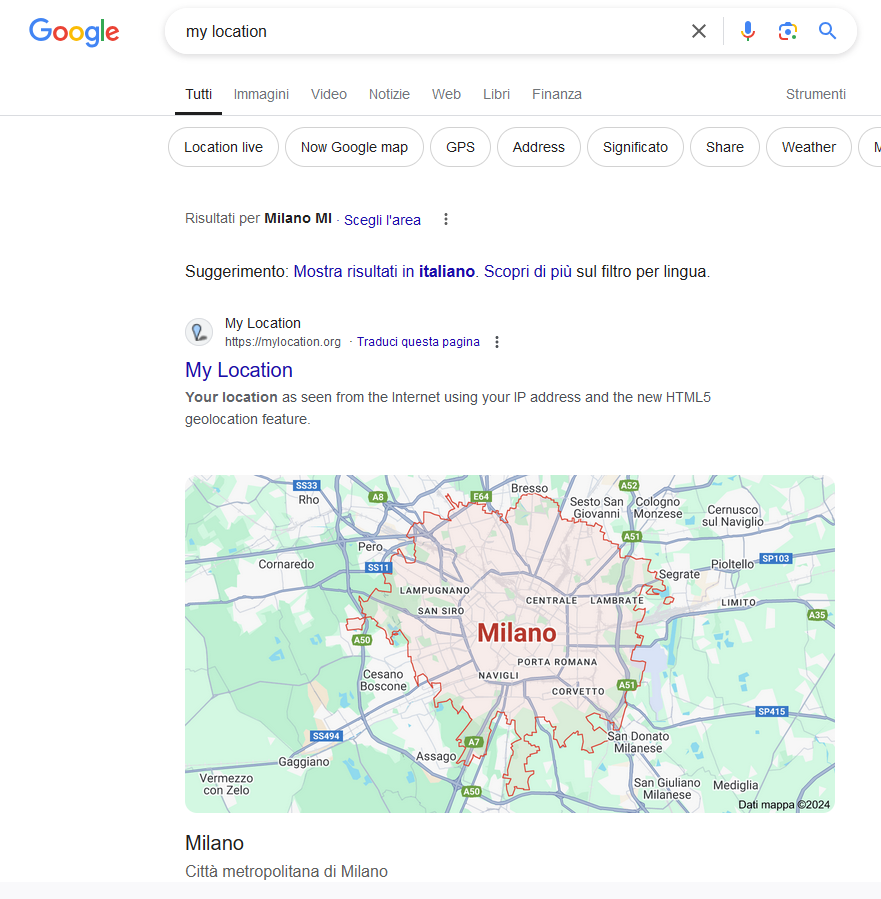 Google
my location
Tutti Immagini Video Notizie Web Libri Finanza Strumenti
Location live Now Google map GPS Address Significato Share Weather
Risultati per Milano MI · Scegli l'area
Suggerimento: Mostra risultati in italiano. Scopri di più sul filtro per lingua.
My Location
https://mylocation.org · Traduci questa pagina
My Location
Your location as seen from the Internet using your IP address and the new HTML5
geolocation feature.
SS33
A52
Bresso
Rho
A8
E64
Sesto San
Giovanni
Cologno
Monzese
Cernusco
sul Naviglio
A51
Pero
SP103
Cornaredo
SS11
Pioltello
Segrate
LAMPUGNANO
CENTRALE
LAMBRATE
LIMITO
SAN SIRO
A35
Milano
A50
PORTA ROMANA
Cesano
Boscone
NAVIGLI
A51
CORVETTO
SP415
SS494
A7
San Donato
Milanese
Assago
Gaggiano
Vermezzo
con Zelo
San Giuliano
Milanese
Mediglia
A50
Dati mappa ©2024
Milano
Città metropolitana di Milano